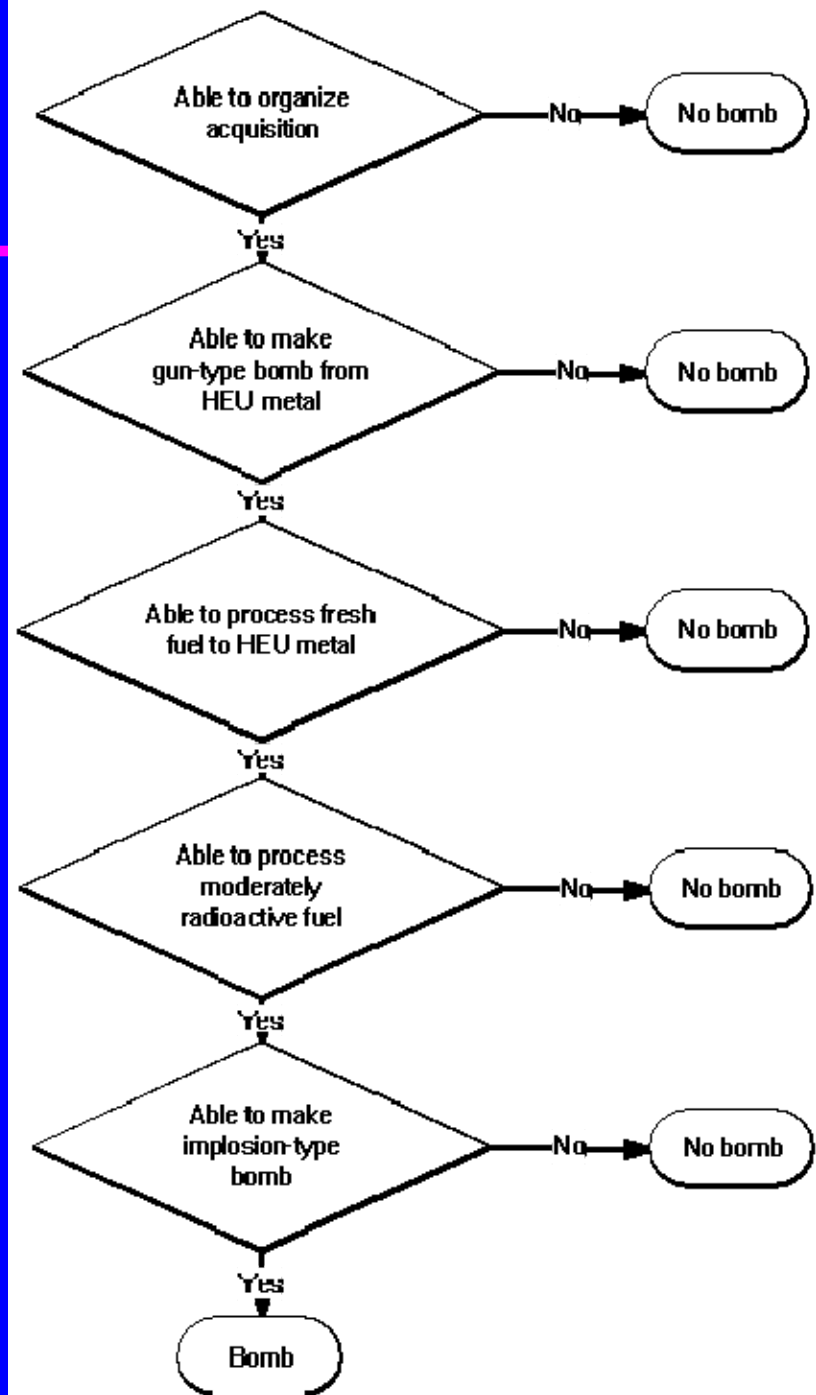 Able to organize
acquisition
No
No bomb
Yes
Able to make
gun-type bomb from
HEU metal
No
No bomb
Yes
Able to process fresh
fuel to HEU metal
No
No bomb
Yes
Able to process
moderately
radioactive fuel
No
No bomb
Yes
Able to make
implosion-type
bomb
No
No bomb
Yes
Bomb